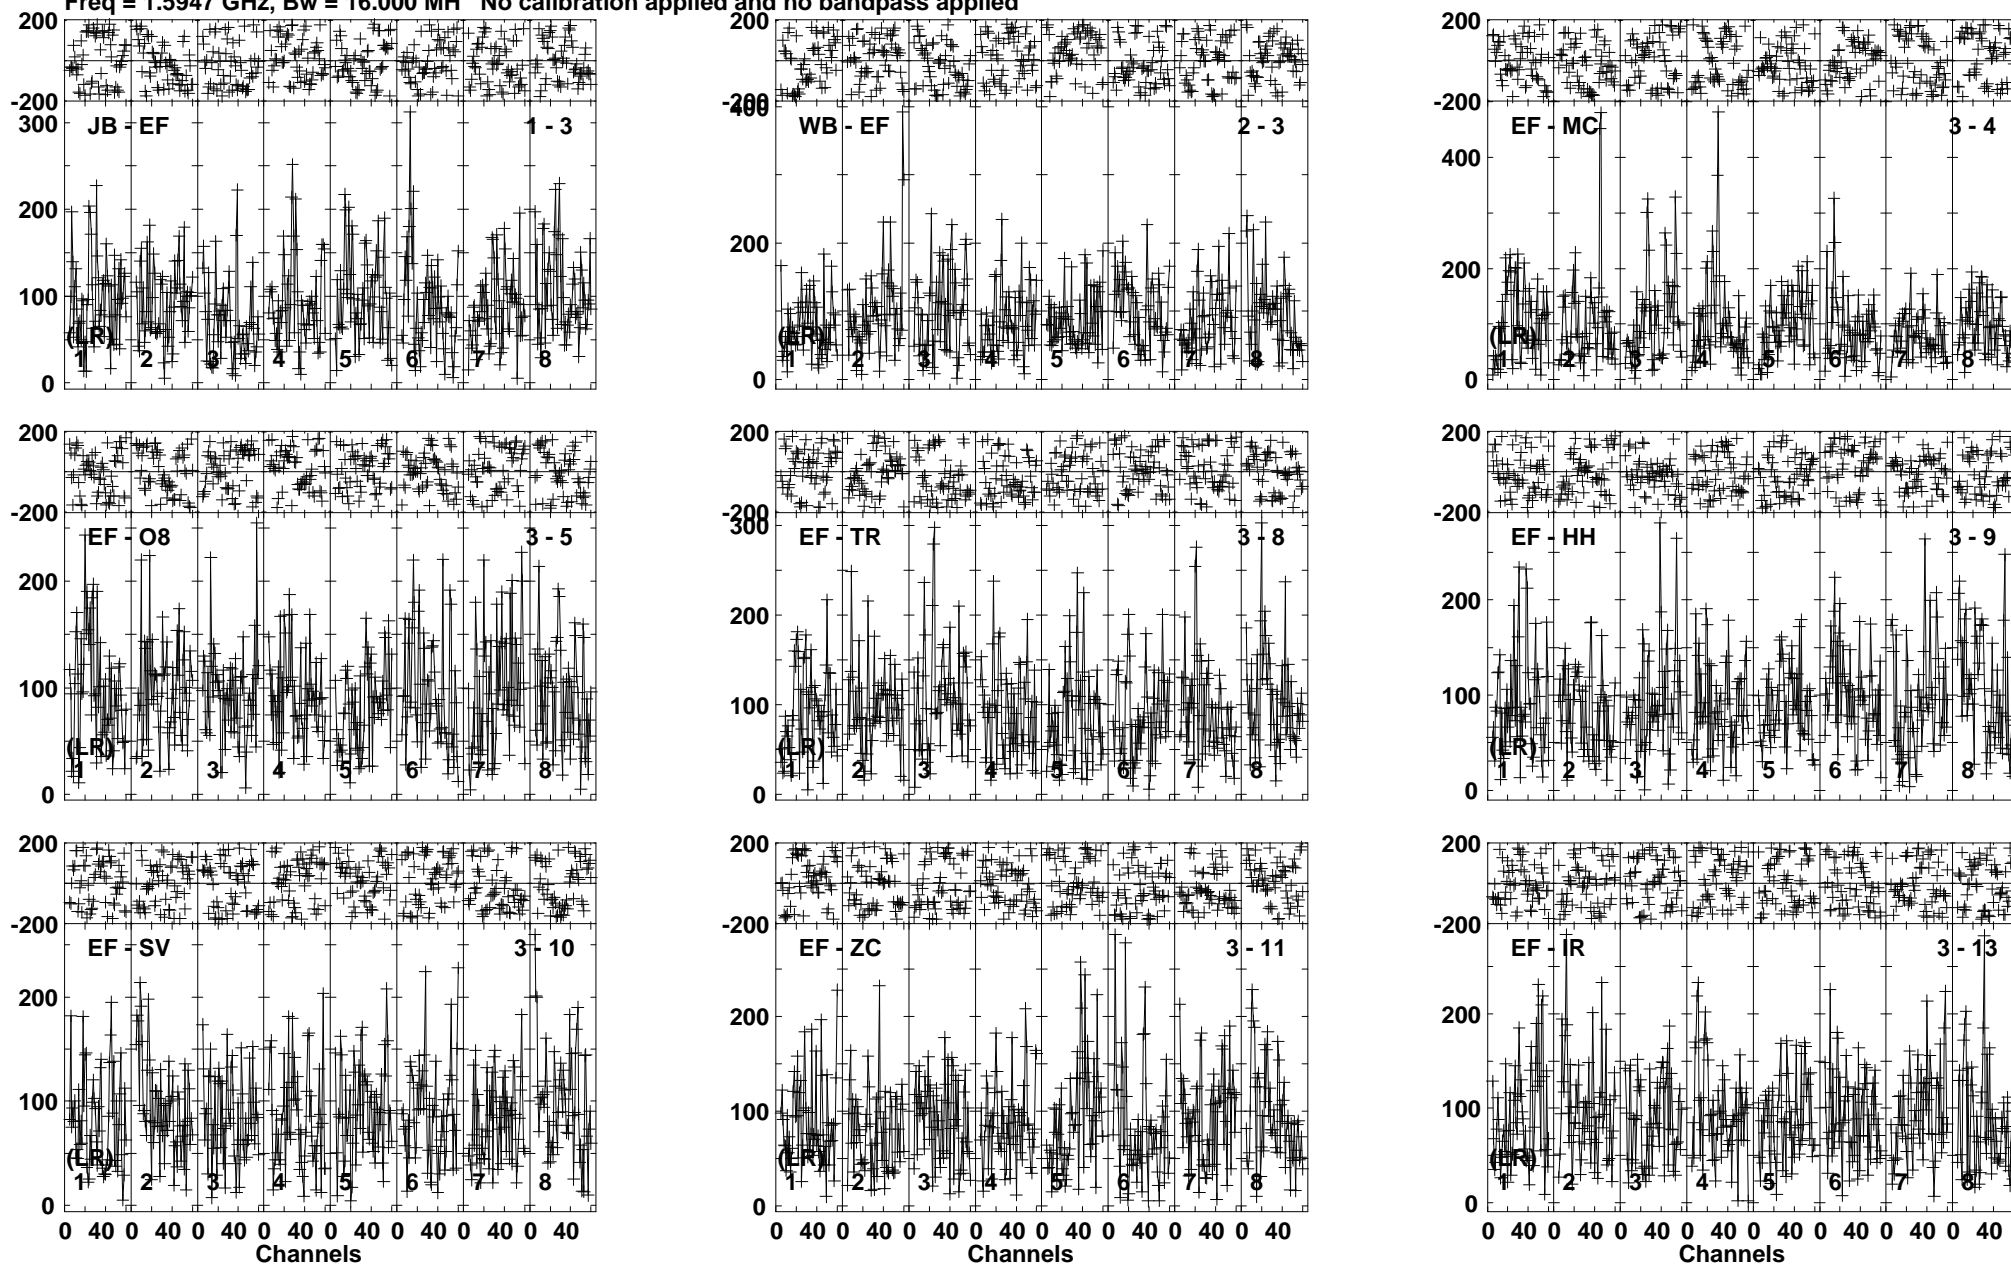 Freq = 1.5947 GHz, Bw = 16.000 MH No calibration applied and no bandpass applied
200
-200
300
200
100
0
JB - EF 1 - 3
(LR)
1 2 3 4 5 6 7 8
200
-200
400
200
0
WB - EF 2 - 3
(LR)
1 2 3 4 5 6 7 8
200
-200
400
200
0
EF - MC 3 - 4
(LR)
1 2 3 4 5 6 7 8
200
-200
200
100
0
EF - O8 3 - 5
(LR)
1 2 3 4 5 6 7 8
200
-200
300
200
100
0
EF - TR 3 - 8
(LR)
1 2 3 4 5 6 7 8
200
-200
200
100
0
EF - HH 3 - 9
(LR)
1 2 3 4 5 6 7 8
200
-200
200
100
0
EF - SV 3 - 10
(LR)
1 2 3 4 5 6 7 8
0 40 0 40 0 40 0 40 0 40 0 40 0 40 0 40
Channels
200
-200
200
100
0
EF - ZC 3 - 11
(LR)
1 2 3 4 5 6 7 8
0 40 0 40 0 40 0 40 0 40 0 40 0 40 0 40
Channels
200
-200
200
100
0
EF - IR 3 - 13
(LR)
1 2 3 4 5 6 7 8
0 40 0 40 0 40 0 40 0 40 0 40 0 40 0 40
Channels